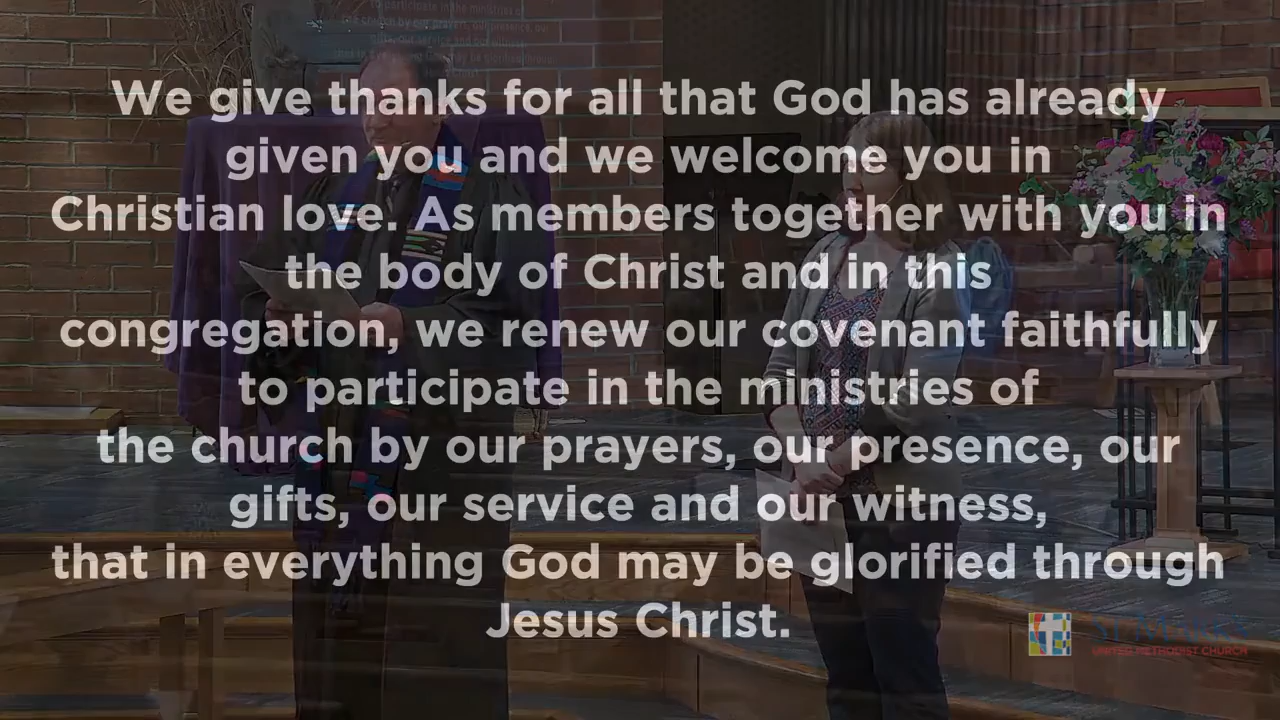 We give thanks for all that God has already
given you and we welcome you in
Christian love. As members together with you in
the body of Christ and in this
congregation, we renew our covenant faithfully
to participate in the ministries of
the church by our prayers, our presence, our
gifts, our service and our witness,
that in everything God may be glorified through
Jesus Christ.
UNITED METHODIST CHURCH